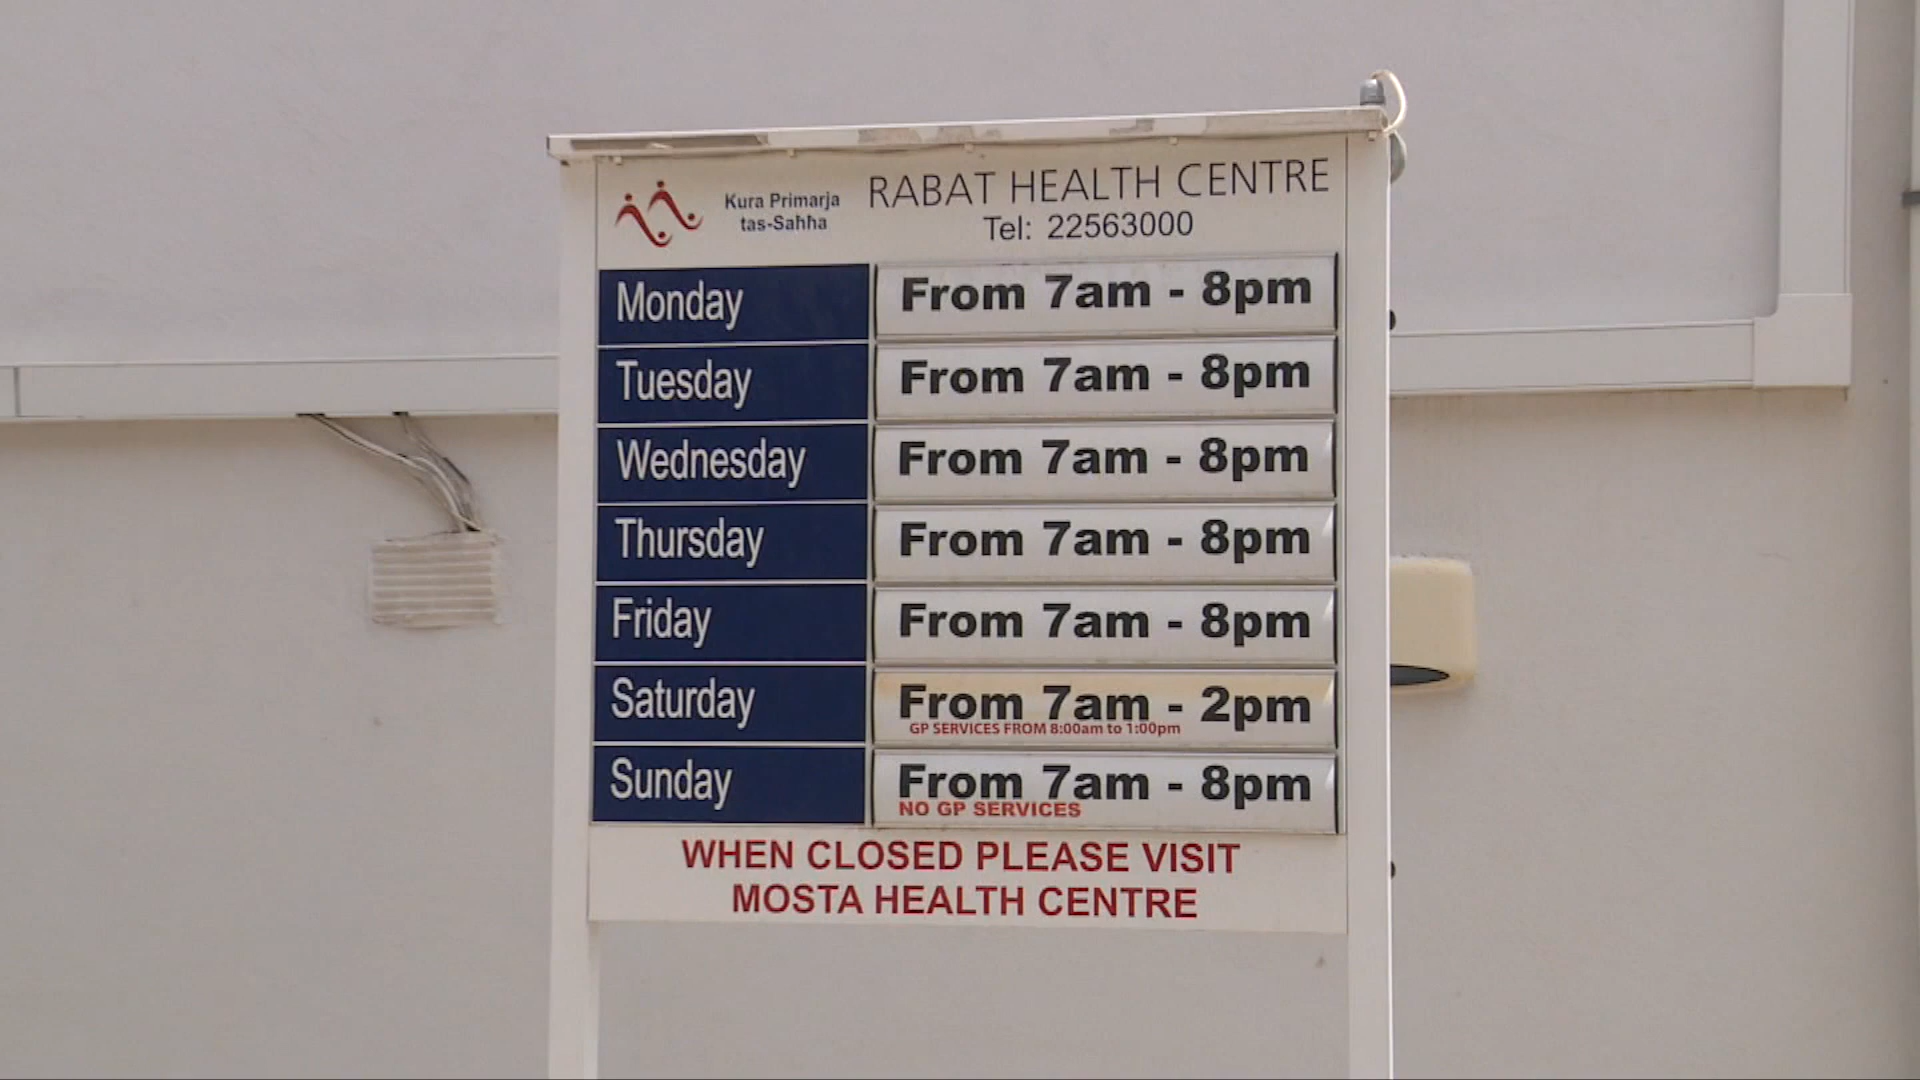 Kura Primarja
tas-Saħħa
RABAT HEALTH CENTRE
Tel: 22563000
Monday From 7am - 8pm
Tuesday From 7am - 8pm
Wednesday From 7am - 8pm
Thursday From 7am - 8pm
Friday From 7am - 8pm
Saturday From 7am - 2pm
GP SERVICES FROM 8:00am to 1:00pm
Sunday From 7am - 8pm
NO GP SERVICES
WHEN CLOSED PLEASE VISIT
MOSTA HEALTH CENTRE